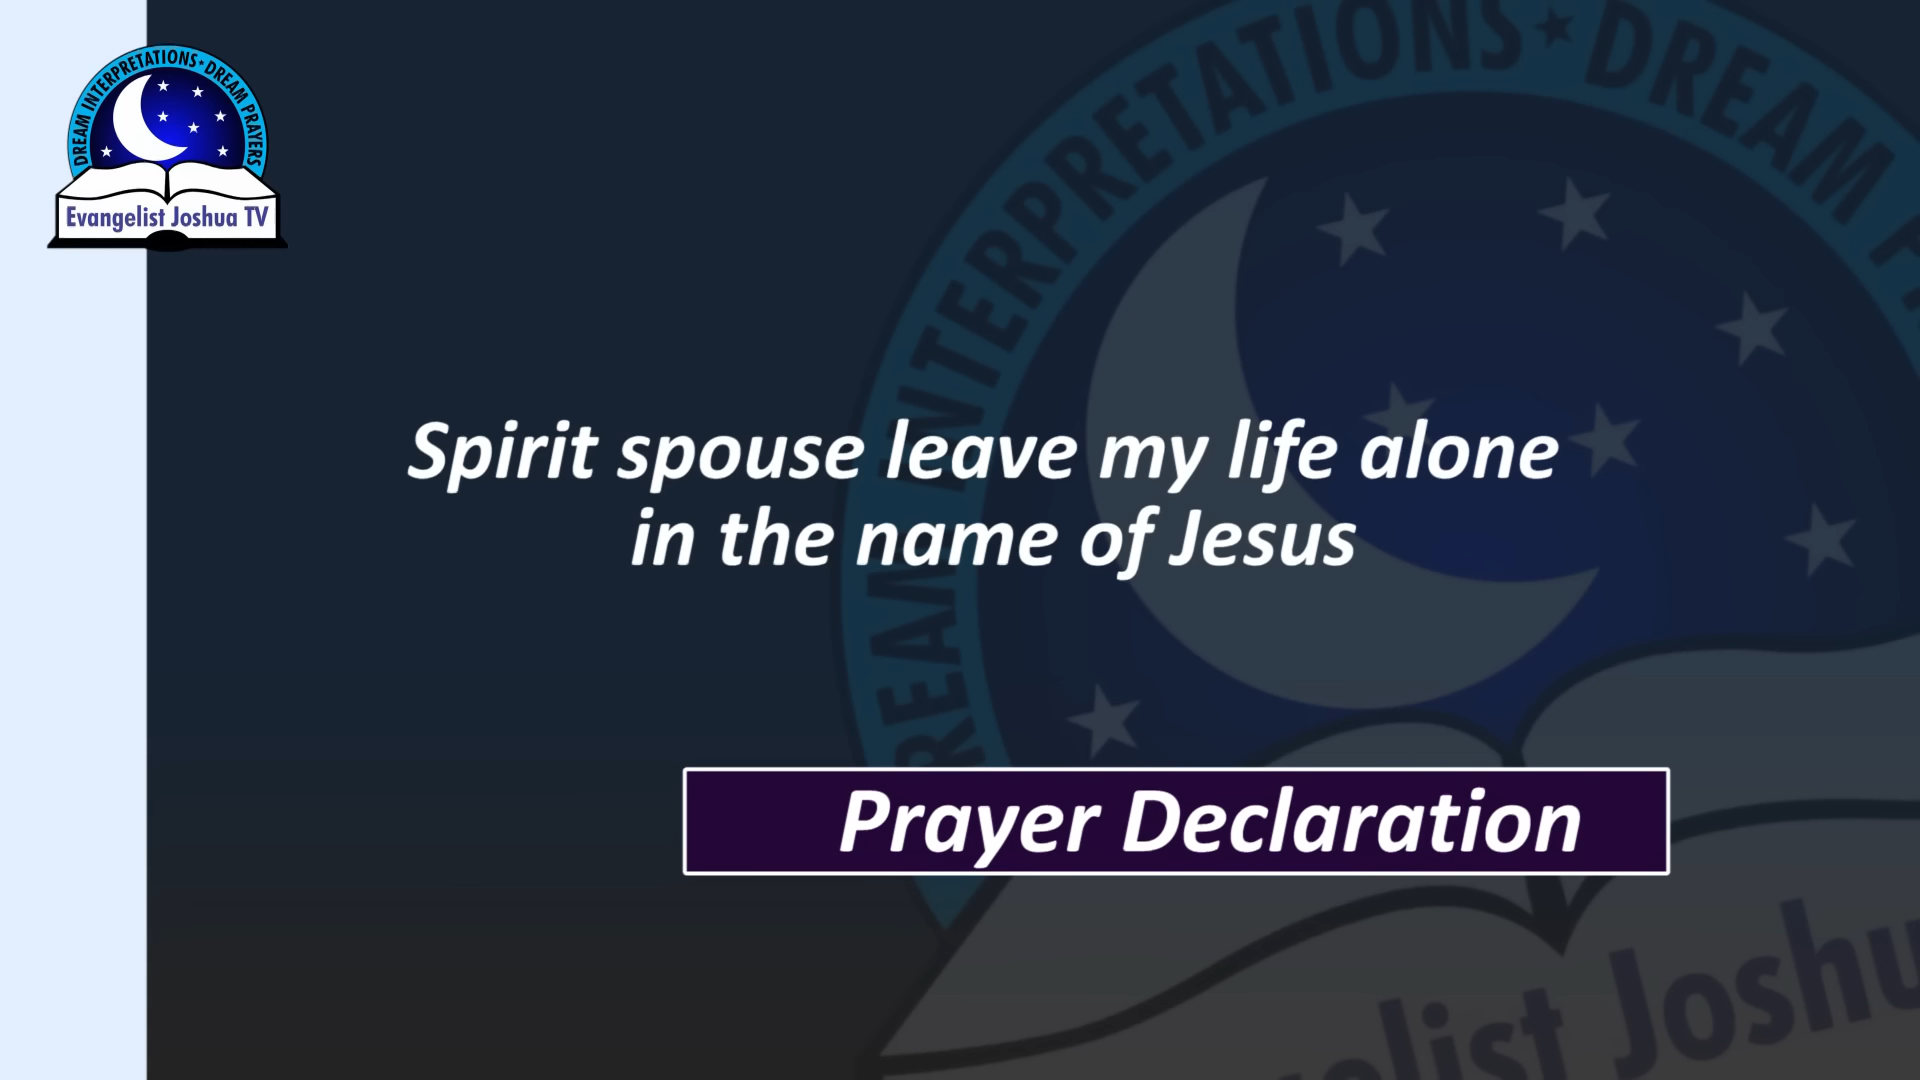 DREAM INTERPRETATIONS★DREAM PRAYERS
Evangelist Joshua TV
Spirit spouse leave my life alone
in the name of Jesus
Prayer Declaration